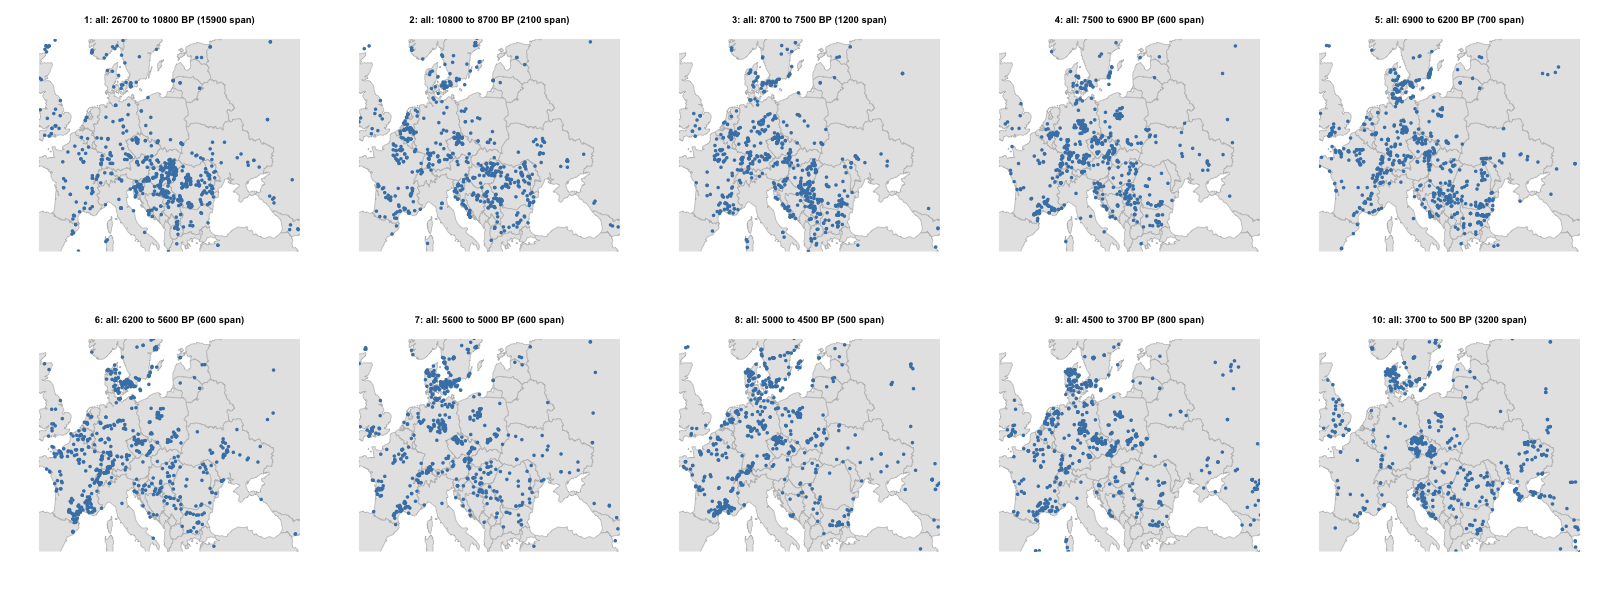 1: all: 26700 to 10800 BP (15900 span)
2: all: 10800 to 8700 BP (2100 span)
3: all: 8700 to 7500 BP (1200 span)
4: all: 7500 to 6900 BP (600 span)
5: all: 6900 to 6200 BP (700 span)
6: all: 6200 to 5600 BP (600 span)
7: all: 5600 to 5000 BP (600 span)
8: all: 5000 to 4500 BP (500 span)
9: all: 4500 to 3700 BP (800 span)
10: all: 3700 to 500 BP (3200 span)